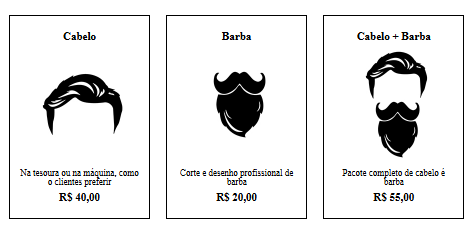 Cabelo
Na tesoura ou na máquina, como
o clientes preferir
R$ 40,00
Barba
Corte e desenho profissional de
barba
R$ 20,00
Cabelo + Barba
Pacote completo de cabelo é
barba
R$ 55,00